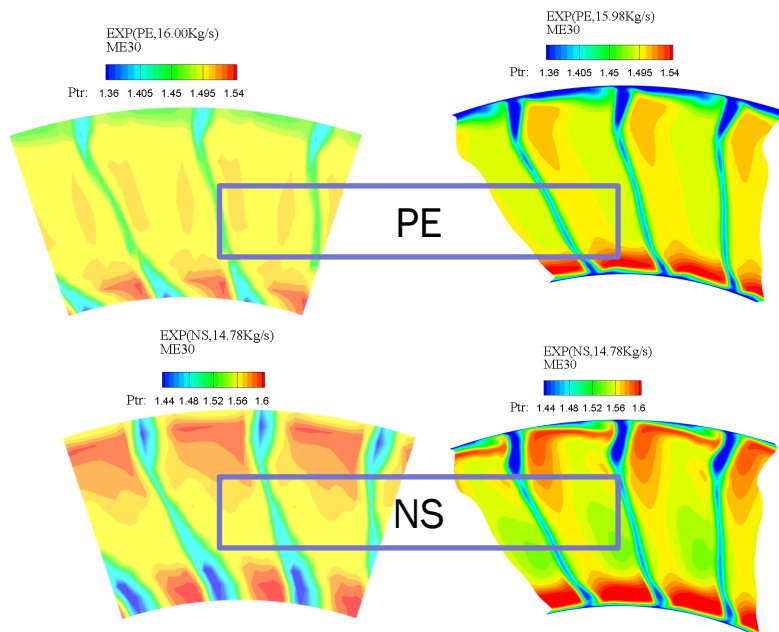 EXP(PE,16.00Kg/s)
ME30
Ptr: 1.36 1.405 1.45 1.495 1.54
EXP(PE,15.98Kg/s)
ME30
Ptr: 1.36 1.405 1.45 1.495 1.54
PE
EXP(NS,14.78Kg/s)
ME30
Ptr: 1.44 1.48 1.52 1.56 1.6
EXP(NS,14.78Kg/s)
ME30
Ptr: 1.44 1.48 1.52 1.56 1.6
NS